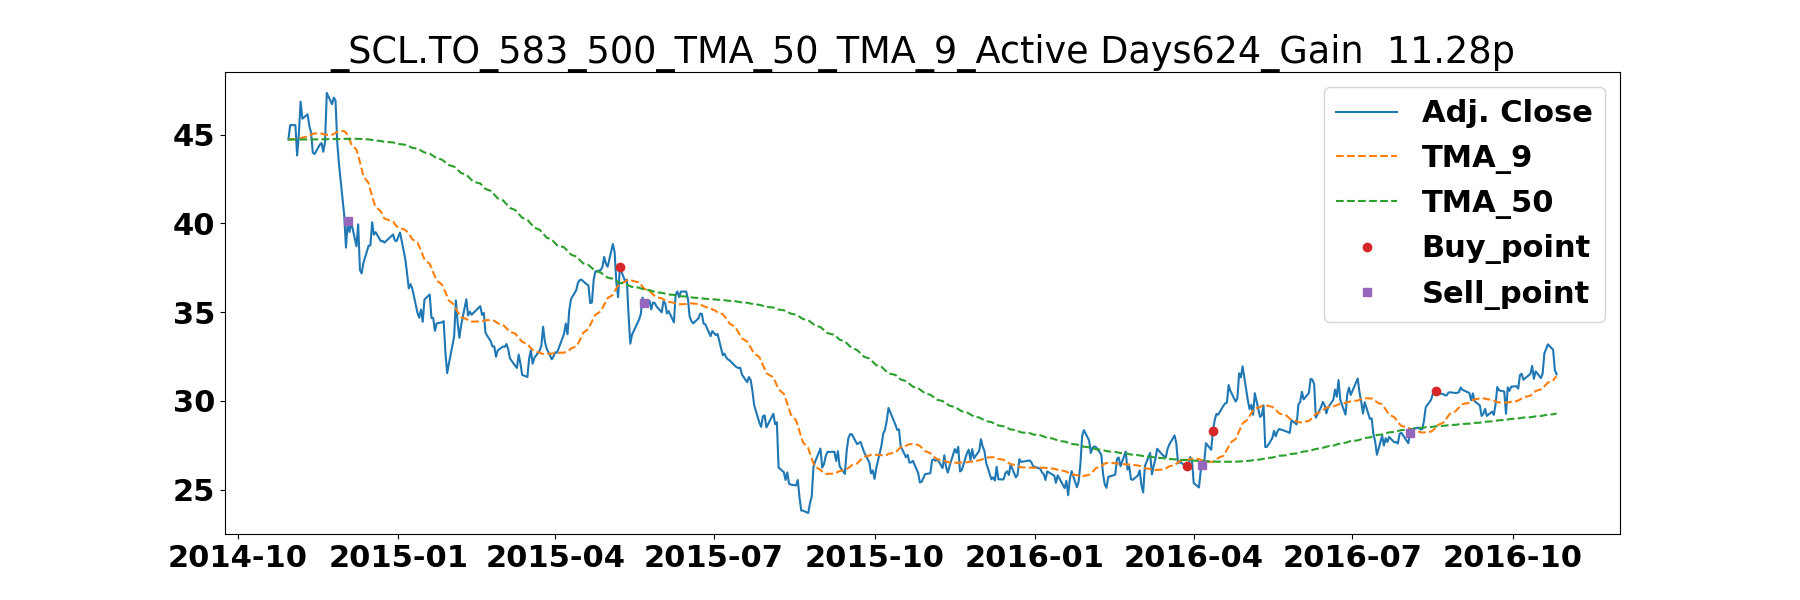 _SCL.TO_583_500_TMA_50_TMA_9_Active Days624_Gain  11.28p
Adj. Close
TMA_9
TMA_50
Buy_point
Sell_point
45
40
35
30
25
2014-10 2015-01 2015-04 2015-07 2015-10 2016-01 2016-04 2016-07 2016-10